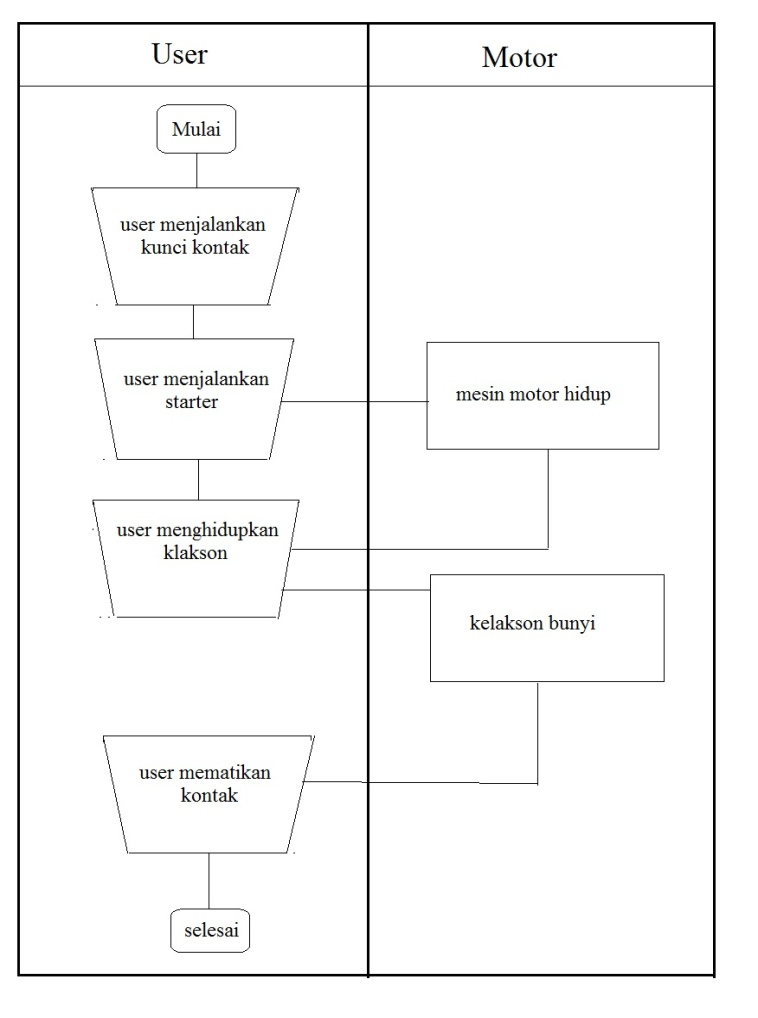 User
Motor
Mulai
user menjalankan
kunci kontak
user menjalankan
starter
mesin motor hidup
user menghidupkan
klakson
kelakson bunyi
user mematikan
kontak
selesai